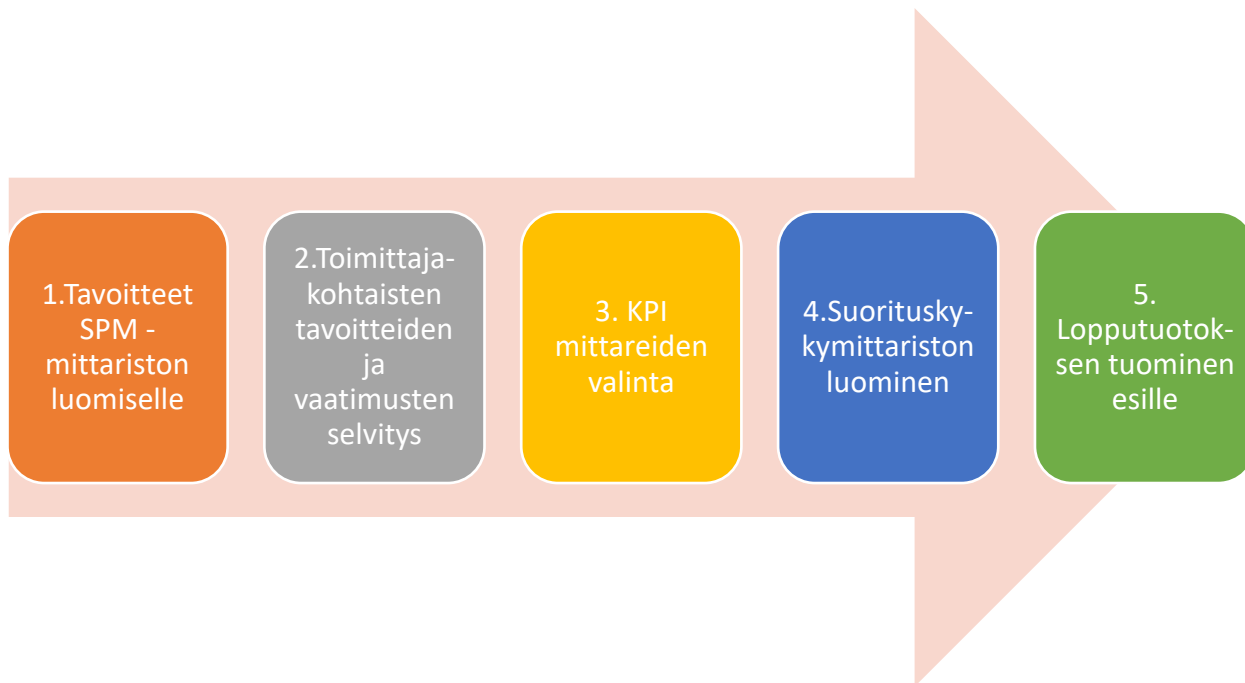 1.Tavoitteet
SPM -
mittariston
luomiselle
2.Toimittaja-
kohtaisten
tavoitteiden
ja
vaatimusten
selvitys
3. KPI
mittareiden
valinta
4.Suoritusky-
kymittariston
luominen
5.
Lopputuotok-
sen tuominen
esille